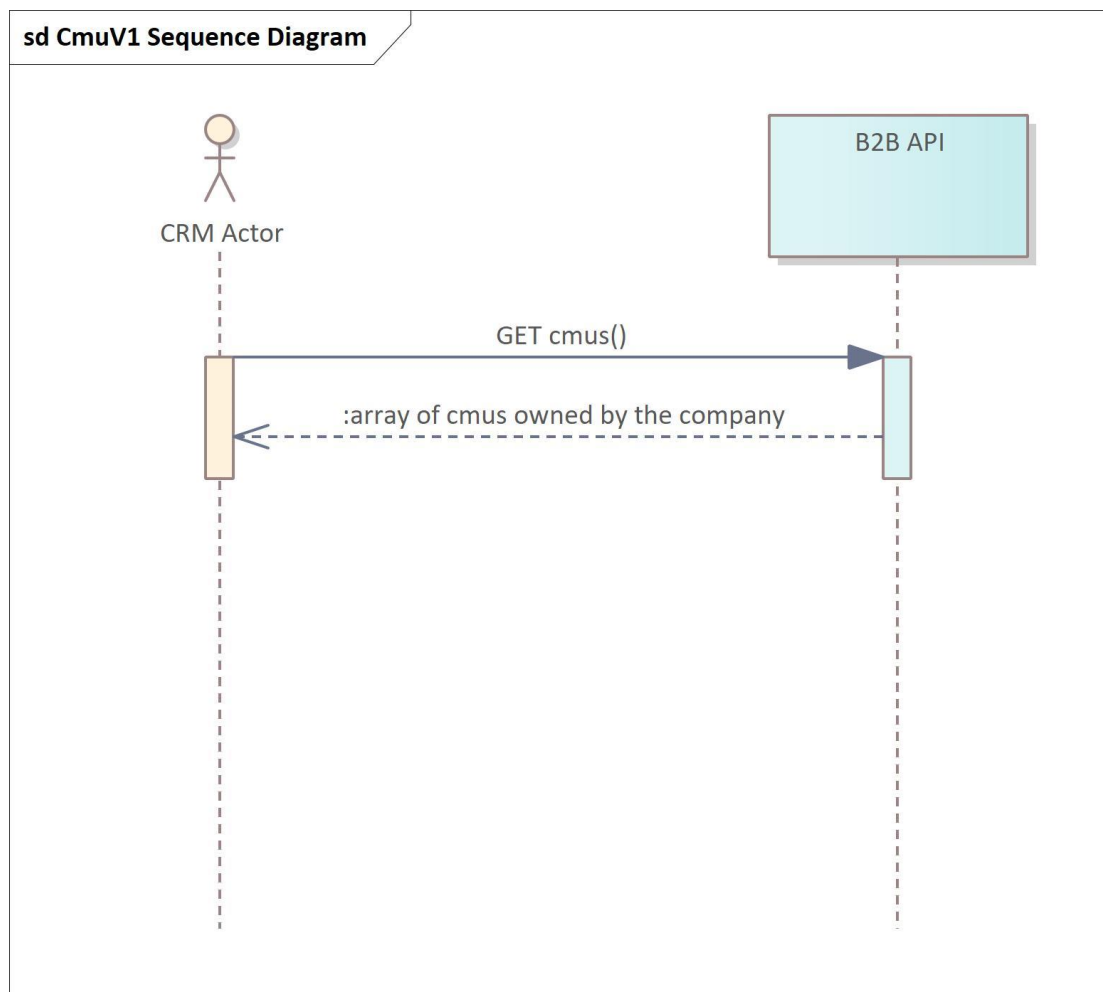 sd CmuV1 Sequence Diagram
CRM Actor
B2B API
GET cmus()
:array of cmus owned by the company